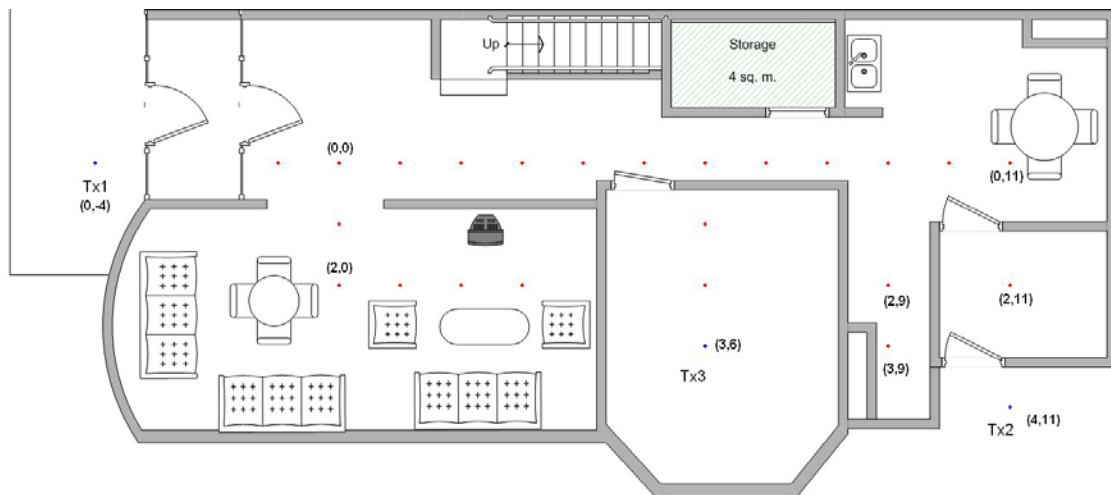 Up
Storage
4 sq. m.
(0,0)
Tx1
(0,-4)
(0,11)
(2,0)
(2,9)
(2,11)
(3,6)
Tx3
(3,9)
Tx2
(4,11)